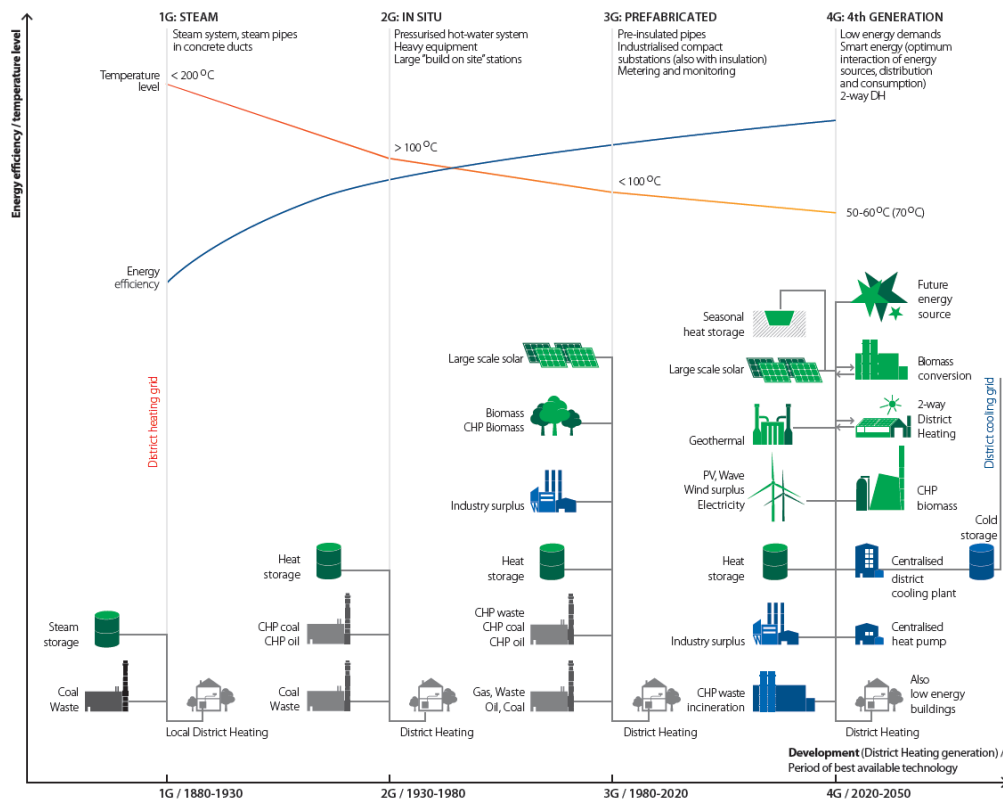 1G: STEAM
Steam system, steam pipes
in concrete ducts
2G: IN SITU
Pressurised hot-water system
Heavy equipment
Large "build on site" stations
3G: PREFABRICATED
Pre-insulated pipes
Industrialised compact
substations (also with insulation)
Metering and monitoring
4G: 4th GENERATION
Low energy demands
Smart energy (optimum
interaction of energy
sources, distribution
and consumption)
2-way DH
Energy efficiency / temperature level
Temperature
level
< 200 °C
> 100 °C
< 100 °C
50-60°C (70°C)
Energy
efficiency
District heating grid
District cooling grid
Steam
storage
Coal
Waste
Local District Heating
Heat
storage
CHP coal
CHP oil
Coal
Waste
District Heating
Large scale solar
Biomass
CHP Biomass
Industry surplus
Heat
storage
CHP waste
CHP coal
CHP oil
Gas, Waste
Oil, Coal
District Heating
Seasonal
heat storage
Large scale solar
Geothermal
PV, Wave
Wind surplus
Electricity
Heat
storage
Industry surplus
CHP waste
incineration
Future
energy
source
Biomass
conversion
2-way
District
Heating
CHP
biomass
Cold
storage
Centralised
district
cooling plant
Centralised
heat pump
Also
low energy
buildings
District Heating
Development (District Heating generation) /
Period of best available technology
1G / 1880-1930
2G / 1930-1980
3G / 1980-2020
4G / 2020-2050